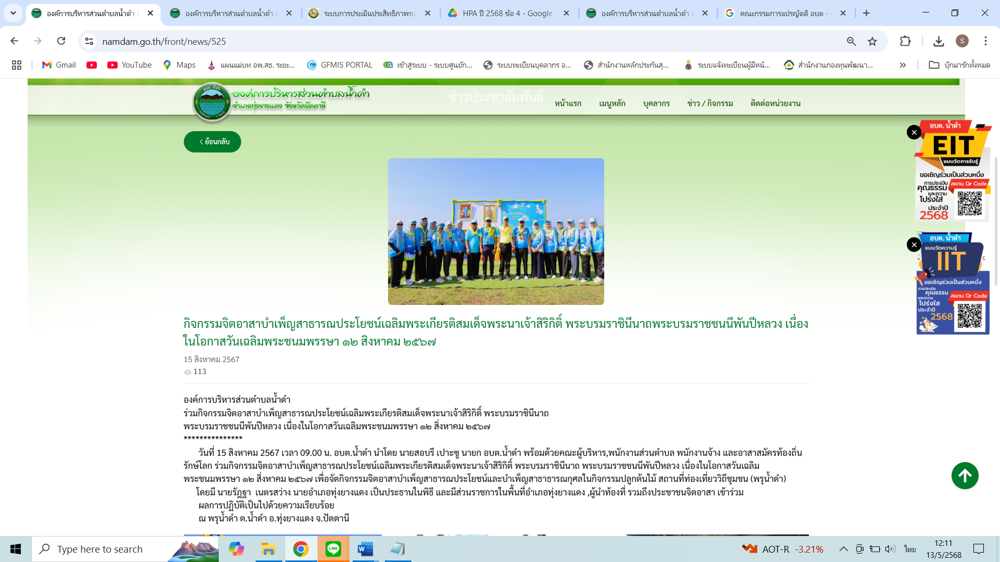 องค์การบริหารส่วนตำบลน้ำดำ
องค์การบริหารส่วนตำบลน้ำดำ
ระบบการประเมินประสิทธิภาพขอ
HPA ปี 2568 ข้อ 4 - Google
องค์การบริหารส่วนตำบลน้ำดำ
คณะกรรมการแปรญัตติ อบต -
namdam.go.th/front/news/525
S
Gmail
YouTube
Maps
แผนแม่บท อพ.สธ. ระยะ...
GFMIS PORTAL
เข้าสู่ระบบ - ระบบศูนย์ก...
ระบบทะเบียนบุคลากร อ...
สำนักงานหลักประกันสุ...
ระบบแจ้งทะเบียนผู้มีหนั...
สำนักงานกองทุนพัฒนา...
บุ๊กมาร์กทั้งหมด
อบต. น้ำดำ
องค์การบริหารส่วนตำบลน้ำดำ
อำเภอทุ่งยางแดง จังหวัดปัตตานี
ข่าวประชาสัมพันธ์
หน้าแรก
เมนูหลัก
บุคลากร
ข่าว / กิจกรรม
ติดต่อหน่วยงาน
ย้อนกลับ
อบต. น้ำดำ
EIT
แบบวัดการรับรู้
ขอเชิญร่วมเป็นส่วนหนึ่ง
การประเมิน
คุณธรรม
และความ
โปร่งใส
ประจำปี
2568
สแกน Qr Code
อบต. น้ำดำ
แบบวัดความรู้
IIT
ขอเชิญร่วมเป็นส่วนหนึ่ง
การประเมิน
คุณธรรม
และความ
โปร่งใส
ประจำปี
2568
สแกน Qr Code
กิจกรรมจิตอาสาบำเพ็ญสาธารณประโยชน์เฉลิมพระเกียรติสมเด็จพระนาเจ้าสิริกิติ์ พระบรมราชินีนาถพระบรมราชชนนีพันปีหลวง เนื่อง
ในโอกาสวันเฉลิมพระชนมพรรษา ๑๒ สิงหาคม ๒๕๖๗
15 สิงหาคม 2567
113
องค์การบริหารส่วนตำบลน้ำดำ
ร่วมกิจกรรมจิตอาสาบำเพ็ญสาธารณประโยชน์เฉลิมพระเกียรติสมเด็จพระนาเจ้าสิริกิติ์ พระบรมราชินีนาถ
พระบรมราชชนนีพันปีหลวง เนื่องในโอกาสวันเฉลิมพระชนมพรรษา ๑๒ สิ่งหาคม ๒๕๖๗
***************
วันที่ 15 สิงหาคม 2567 เวลา 09.00 น. อบต.น้ำดำ นำโดย นายสอบรี เปาะซู นายก อบต.น้ำดำ พร้อมด้วยคณะผู้บริหาร,พนักงานส่วนตำบล พนักงานจ้าง และอาสาสมัครท้องถิ่น
รักษ์โลก ร่วมกิจกรรมจิตอาสาบำเพ็ญสาธารณประโยชน์เฉลิมพระเกียรติสมเด็จพระนาเจ้าสิริกิติ์ พระบรมราชินีนาถ พระบรมราชชนนีพันปีหลวง เนื่องในโอกาสวันเฉลิม
พระชนมพรรษา ๑๒ สิ่งหาคม ๒๕๖๗ เพื่อจัดกิจกรรมจิตอาสาบำเพ็ญสาธารณประโยชน์และบำเพ็ญสาธาธารณกุศลในกิจกรรมปลูกต้นไม้ สถานที่ท่องเที่ยววิถีชุมชน (พรุน้ำดำ)
โดยมี นายรัฎฐา เนตรสว่าง นายอำเภอทุ่งยางแดง เป็นประธานในพิธี และมีส่วนราชการในพื้นที่อำเภอทุ่งยางแดง ,ผู้นำท้องที่ รวมถึงประชาชนจิตอาสา เข้าร่วม
ผลการปฏิบัติเป็นไปด้วยความเรียบร้อย
ณ พรุน้ำดำ ต.น้ำดำ อ.ทุ่งยางแดง จ.ปัตตานี
Type here to search
LINE
W
AOT-R -3.21%
ไทย
12:11
13/5/2568